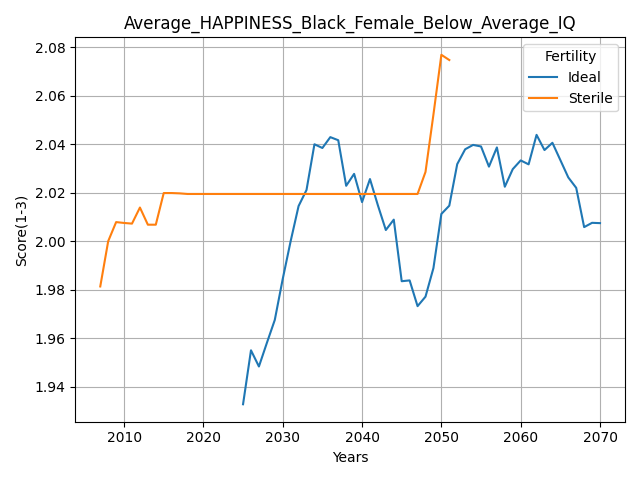 Average_HAPPINESS_Black_Female_Below_Average_IQ
Fertility
Ideal
Sterile
Score(1-3)
2.08
2.06
2.04
2.02
2.00
1.98
1.96
1.94
2010 2020 2030 2040 2050 2060 2070
Years